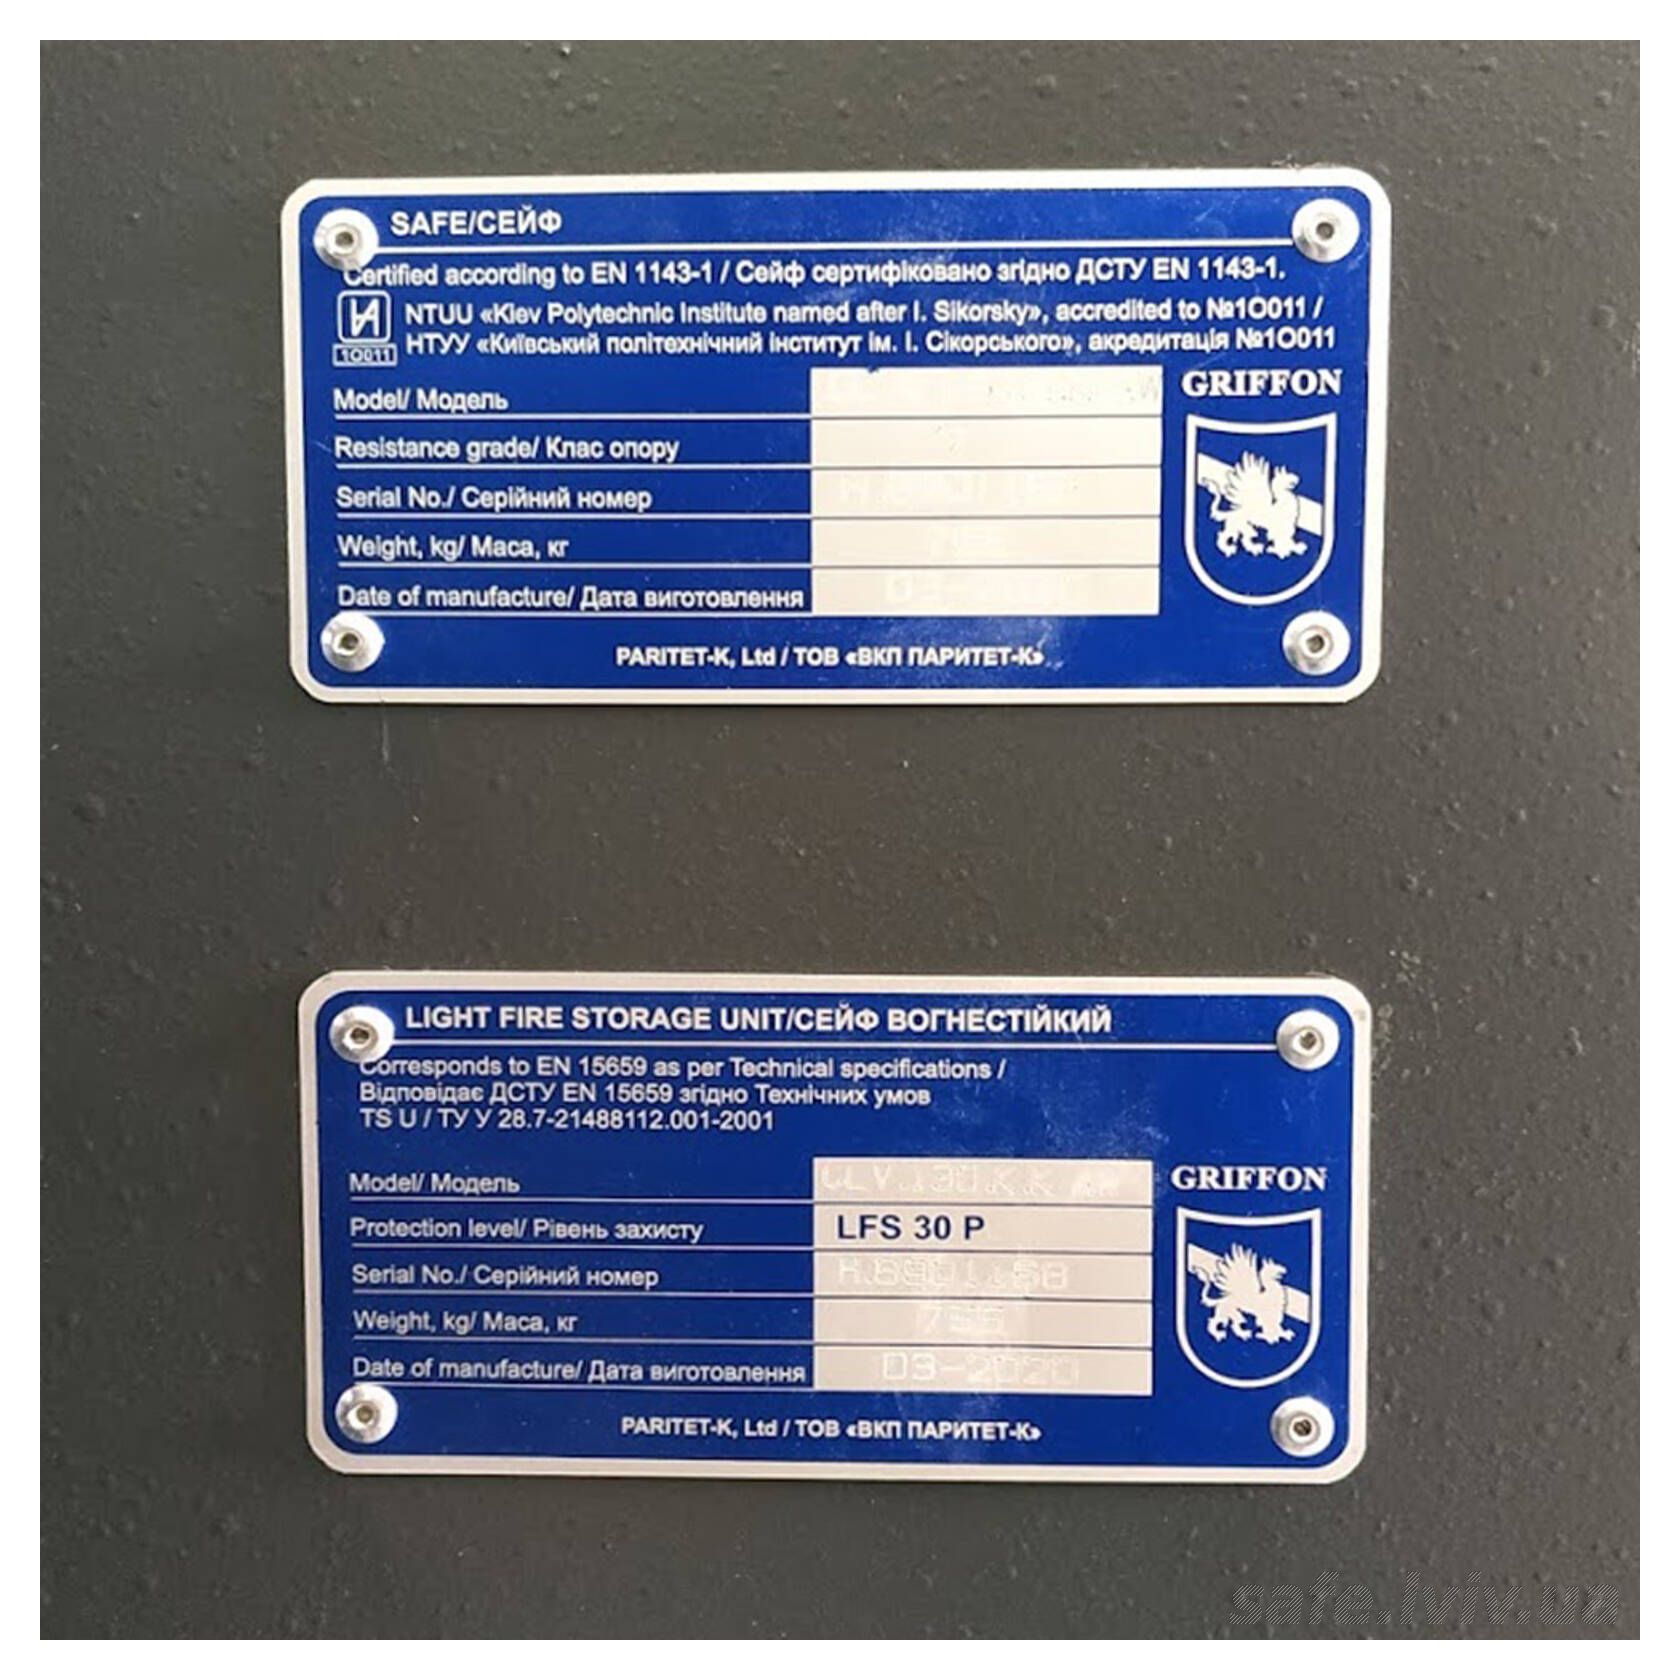 SAFE/СЕЙФ
Certified according to EN 1143-1 / Сейф сертифіковано згідно ДСТУ EN 1143-1.
NTUU «Kiev Polytechnic Institute named after I. Sikorsky», accredited to №1О011 /
НТУУ «Київський політехнічний інститут ім. І. Сікорського», акредитація №1О011
1О011
Model/ Модель
GRIFFON
Resistance grade/ Клас опору
Serial No./ Серійний номер
Weight, kg/ Маса, кг
Date of manufacture/ Дата виготовлення
PARITET-K, Ltd / ТОВ «ВКП ПАРИТЕТ-К»
LIGHT FIRE STORAGE UNIT/СЕЙФ ВОГНЕСТІЙКИЙ
Corresponds to EN 15659 as per Technical specifications /
Відповідає ДСТУ EN 15659 згідно Технічних умов
TS U / ТУ У 28.7-21488112.001-2001
Model/ Модель
GRIFFON
Protection level/ Рівень захисту LFS 30 P
Serial No./ Серійний номер
Weight, kg/ Маса, кг 755
Date of manufacture/ Дата виготовлення 03-2020
PARITET-K, Ltd / ТОВ «ВКП ПАРИТЕТ-К»
safe.lviv.ua